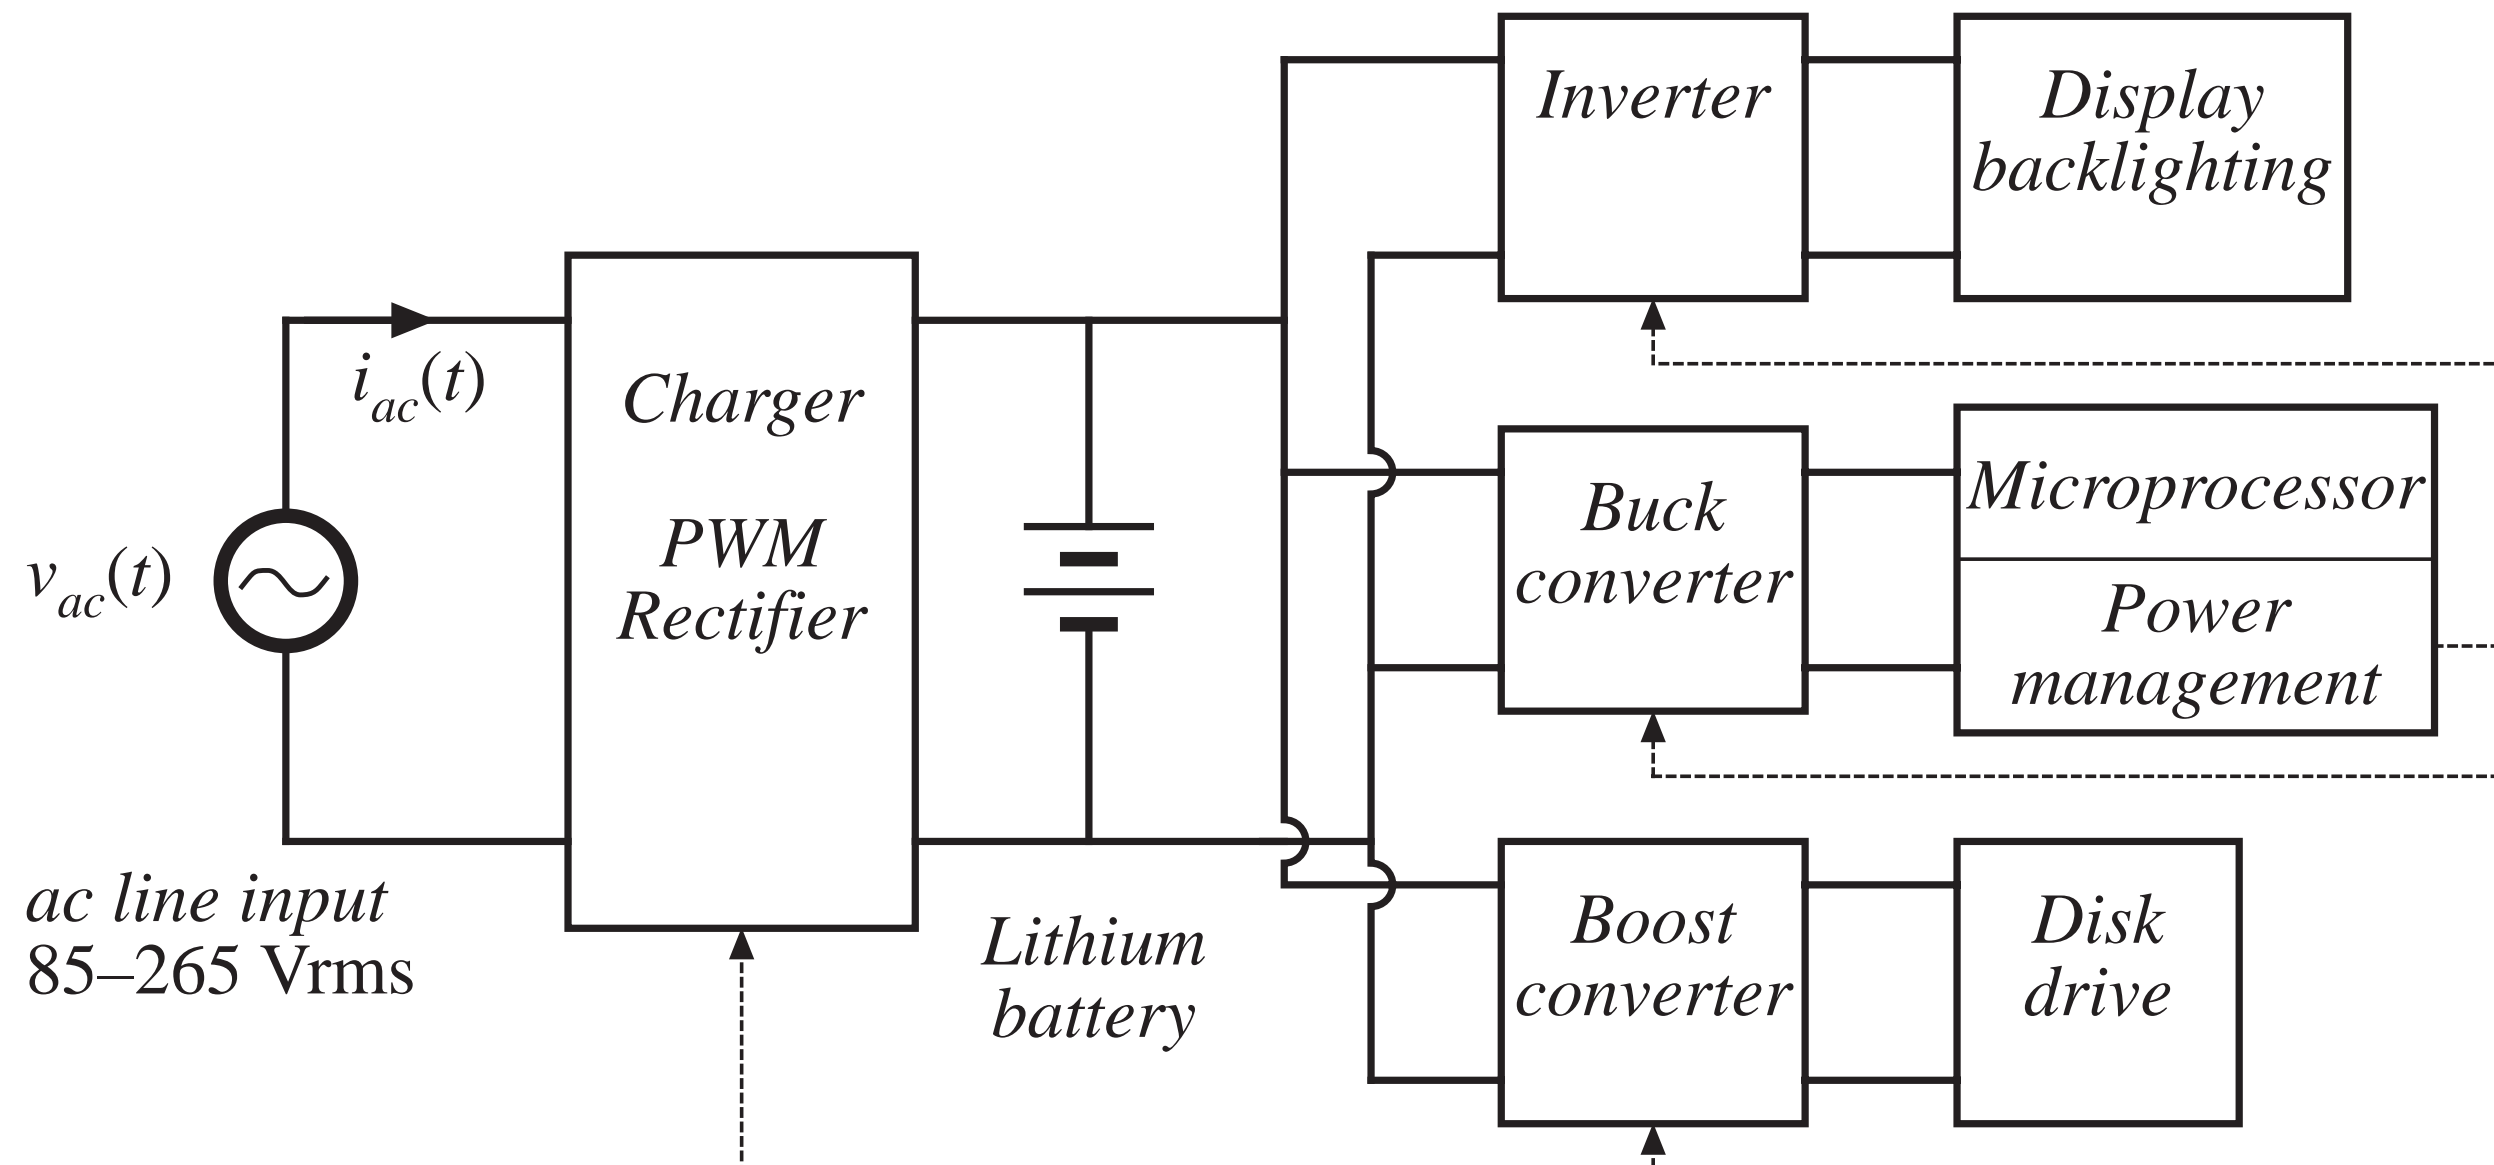 Inverter
Display
backlighting
i_ac(t)
Charger
PWM
Rectifier
v_ac(t)
Buck
converter
Microprocessor
Power
management
ac line input
85–265 Vrms
Lithium
battery
Boost
converter
Disk
drive